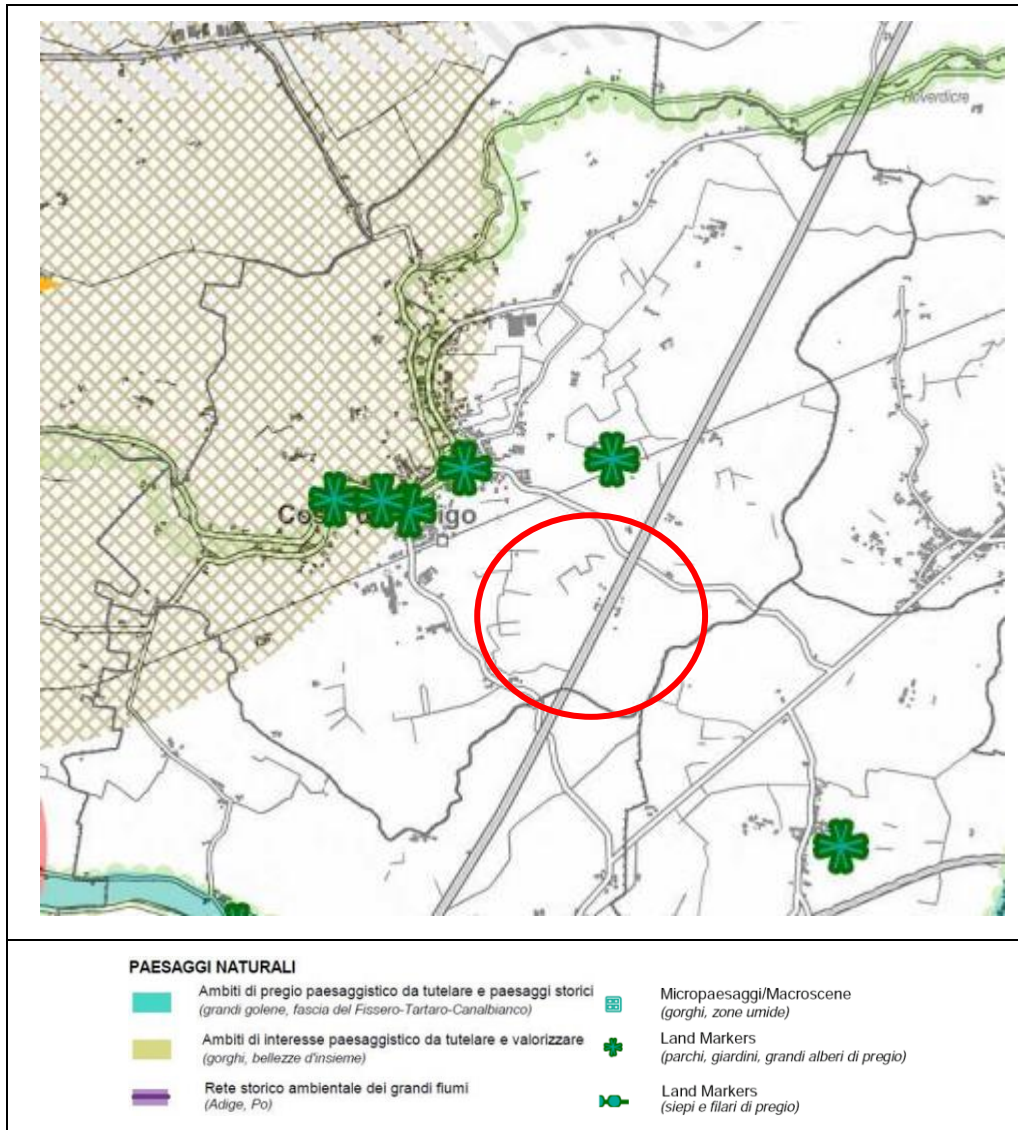 Roverdicre
PAESAGGI NATURALI
Ambiti di pregio paesaggistico da tutelare e paesaggi storici
(grandi golene, fascia del Fissero-Tartaro-Canalbianco)
Ambiti di interesse paesaggistico da tutelare e valorizzare
(gorghi, bellezze d'insieme)
Rete storico ambientale dei grandi fiumi
(Adige, Po)
Micropaesaggi/Macroscene
(gorghi, zone umide)
Land Markers
(parchi, giardini, grandi alberi di pregio)
Land Markers
(siepi e filari di pregio)